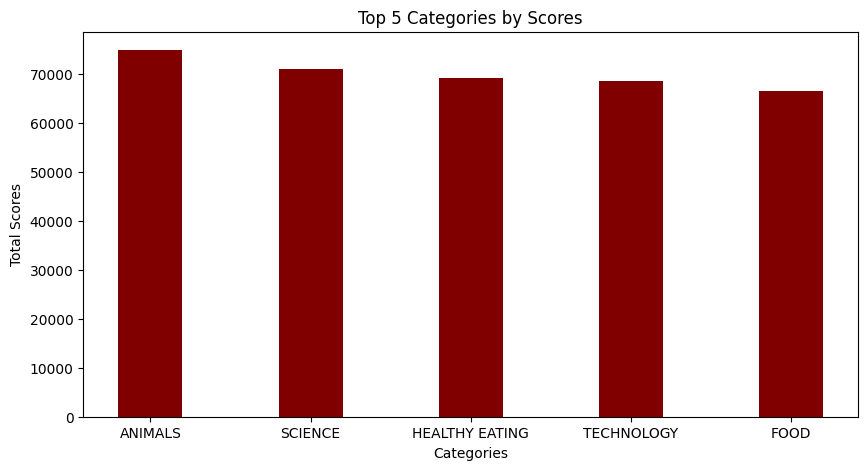 Top 5 Categories by Scores
Total Scores
70000
60000
50000
40000
30000
20000
10000
0
ANIMALS
SCIENCE
HEALTHY EATING
TECHNOLOGY
FOOD
Categories